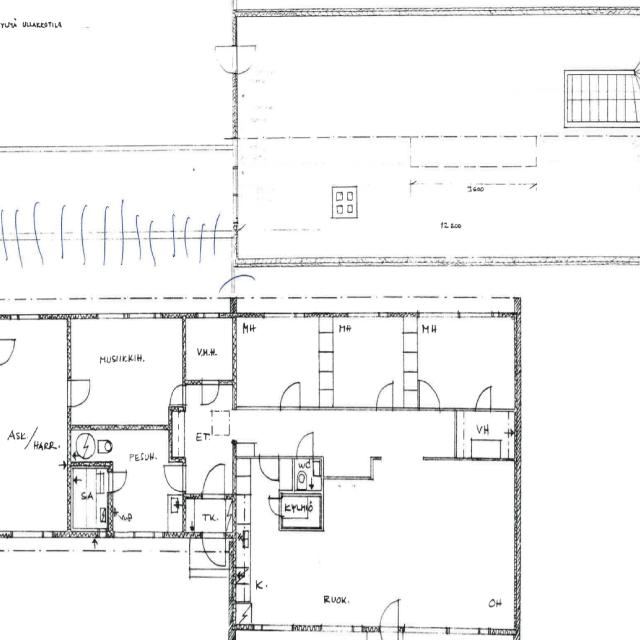 ULLAKKOTILA
3600
12 200
MH
MH
MH
MUSIIKKIH.
V.H.H.
ASK./
HARR.
ET.
VH
PESUH.
WC
SA
KYLMIÖ
TK.
K.
RUOK.
OH